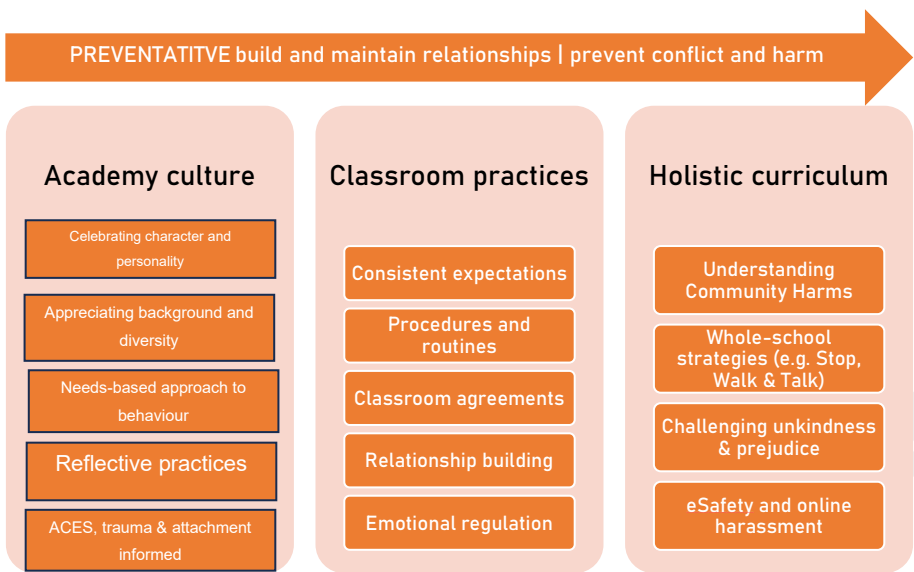 PREVENTATITVE build and maintain relationships | prevent conflict and harm
Academy culture
Celebrating character and
personality
Appreciating background and
diversity
Needs-based approach to
behaviour
Reflective practices
ACES, trauma & attachment
informed
Classroom practices
Consistent expectations
Procedures and
routines
Classroom agreements
Relationship building
Emotional regulation
Holistic curriculum
Understanding
Community Harms
Whole-school
strategies (e.g. Stop,
Walk & Talk)
Challenging unkindness
& prejudice
eSafety and online
harassment